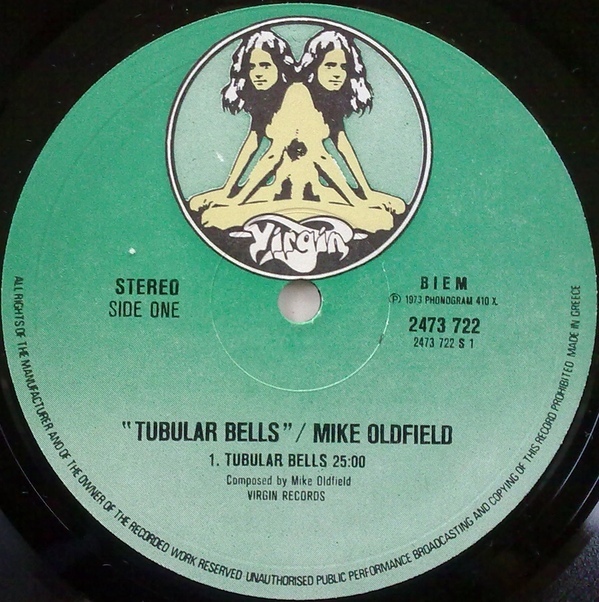 Virgin
STEREO
SIDE ONE
BIEM
Ⓟ 1973 PHONOGRAM 410 X.
2473 722
2473 722 S 1
"TUBULAR BELLS" / MIKE OLDFIELD
1. TUBULAR BELLS 25:00
Composed by Mike Oldfield
VIRGIN RECORDS
ALL RIGHTS OF THE MANUFACTURER AND OF THE OWNER OF THE RECORDED WORK RESERVED UNAUTHORISED PUBLIC PERFORMANCE BROADCASTING AND COPYING OF THIS RECORD PROHIBITED MADE IN GREECE